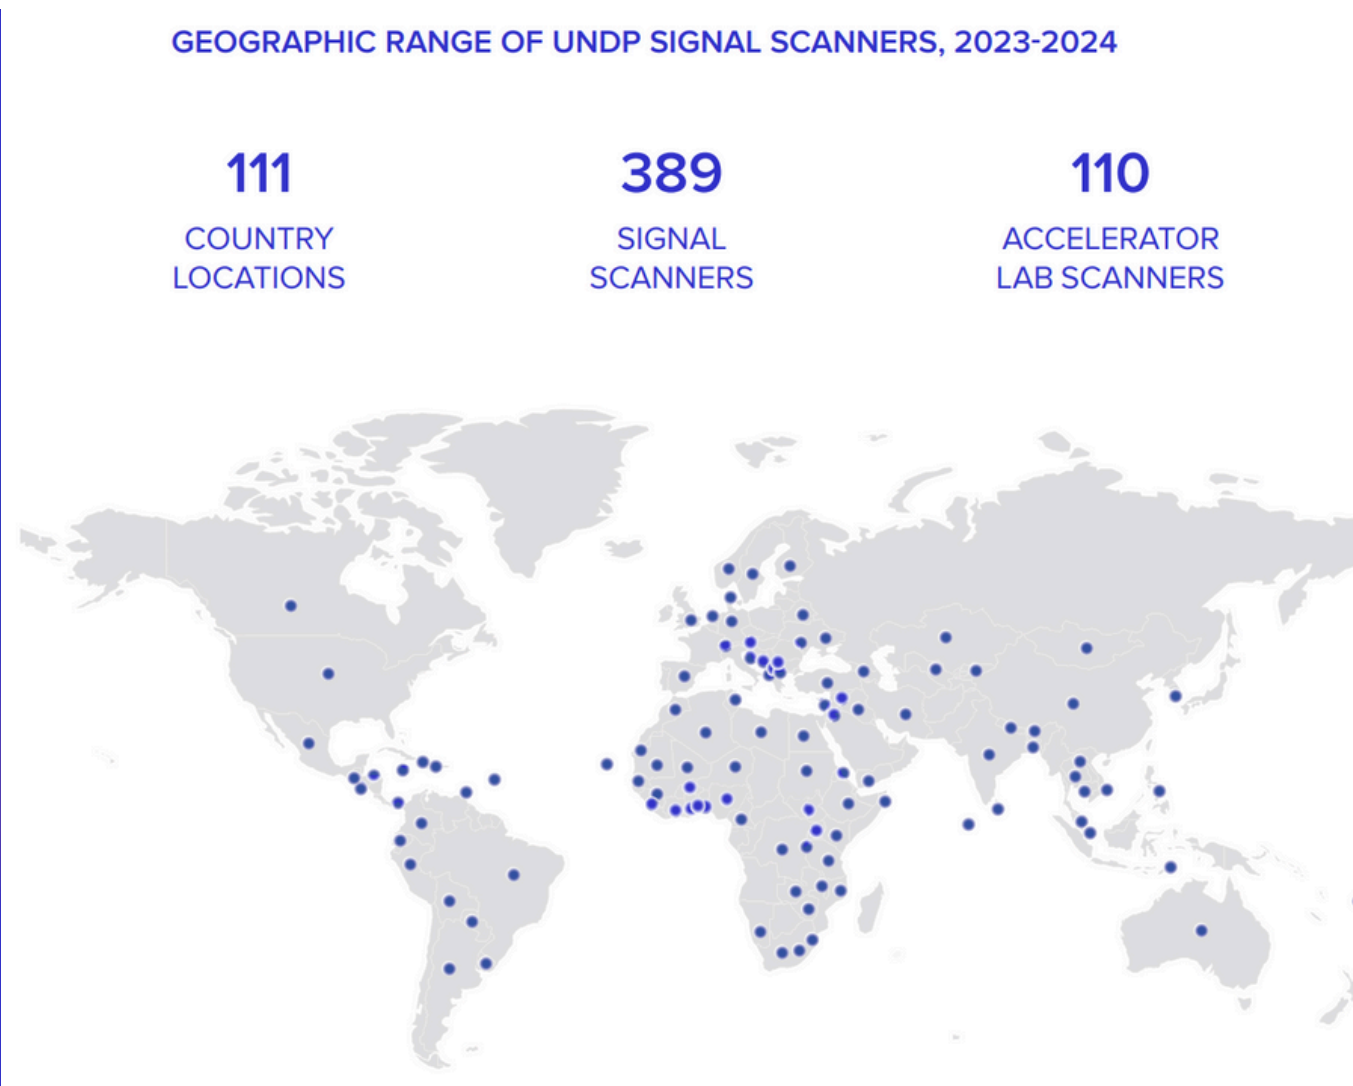 GEOGRAPHIC RANGE OF UNDP SIGNAL SCANNERS, 2023-2024
111
COUNTRY
LOCATIONS
389
SIGNAL
SCANNERS
110
ACCELERATOR
LAB SCANNERS